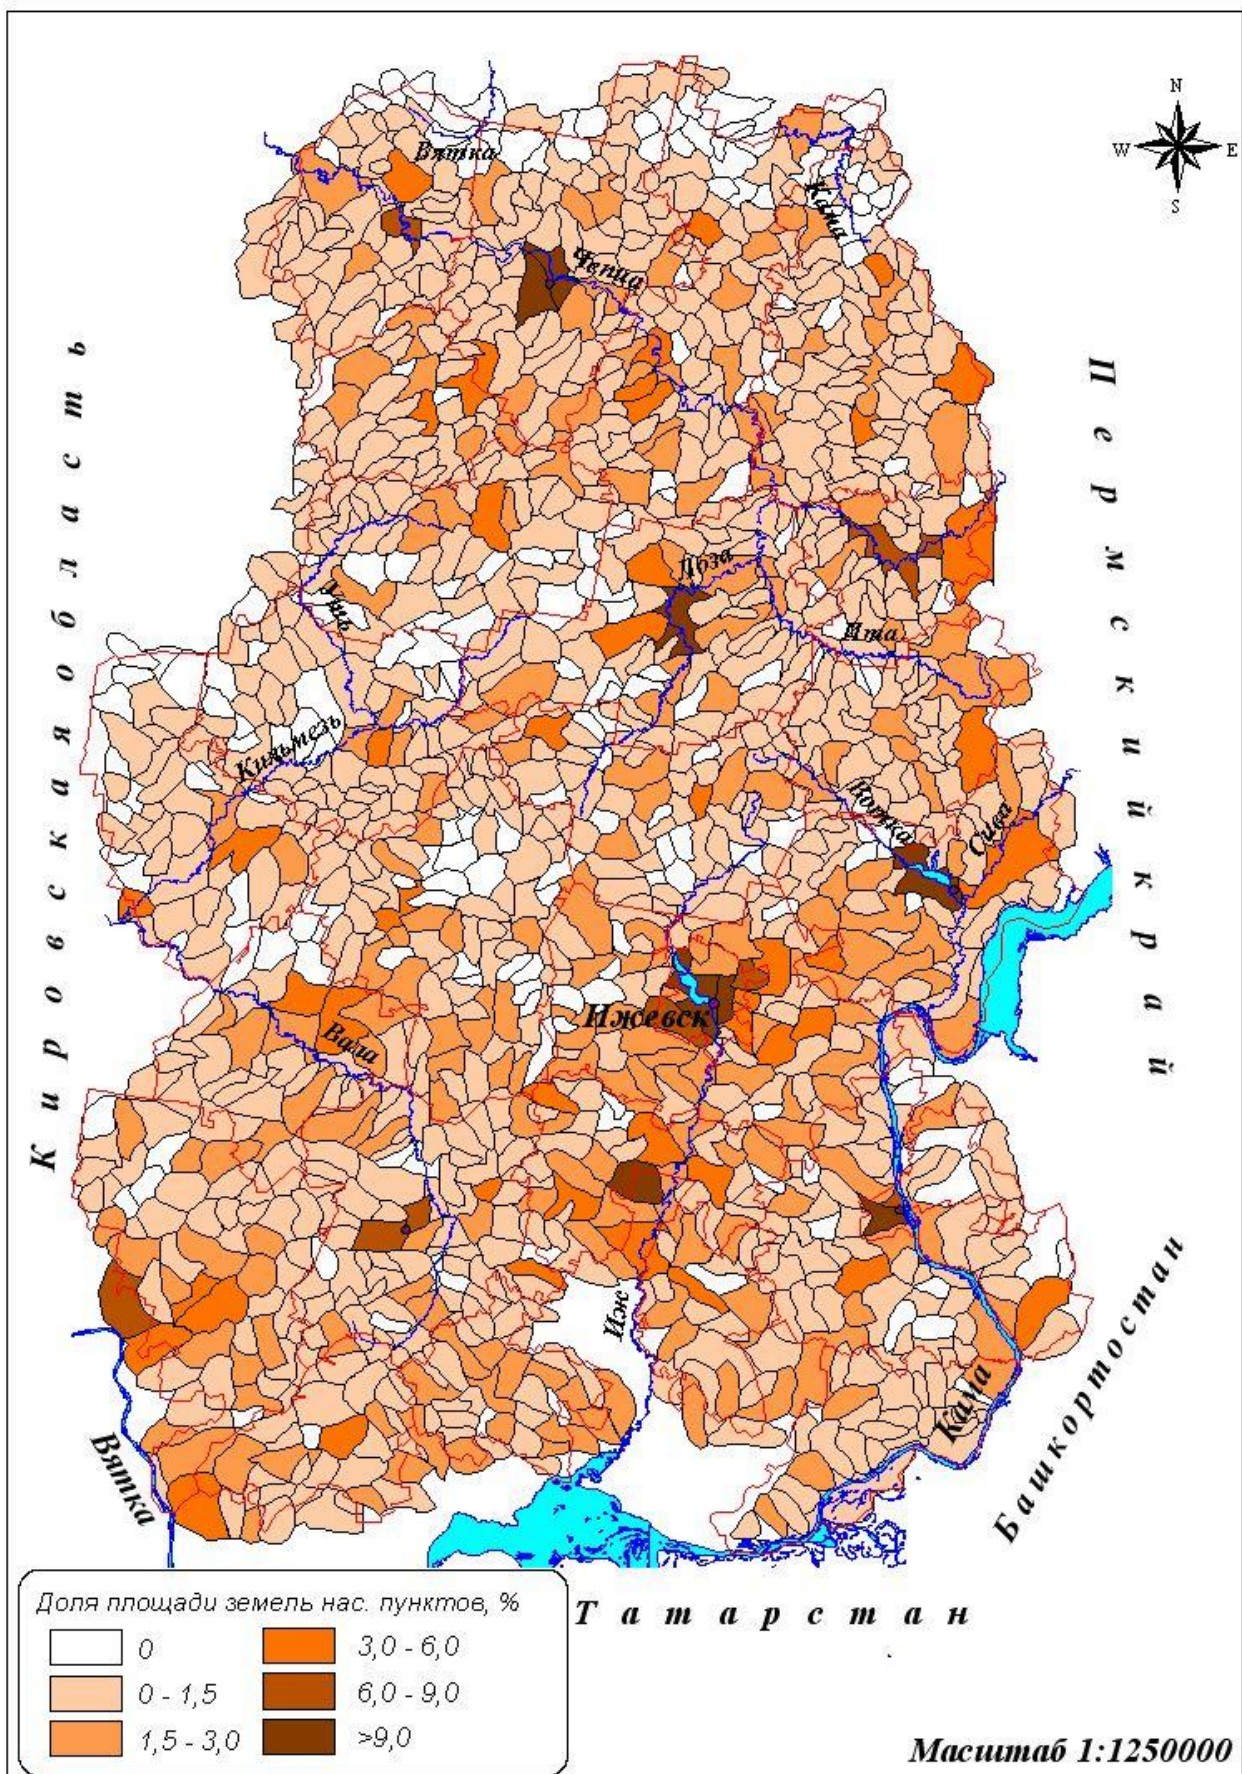 N
W
E
S
Вятка
Кама
Чепца
Кировская область
Пермский край
Лоза
Уть
Ита
Кильмезь
Вотка
Сива
Ижевск
Вала
Иж
Кама
Вятка
Башкортостан
Татарстан
Доля площади земель нас. пунктов, %
0
3,0 - 6,0
0 - 1,5
6,0 - 9,0
1,5 - 3,0
>9,0
Масштаб 1:1250000